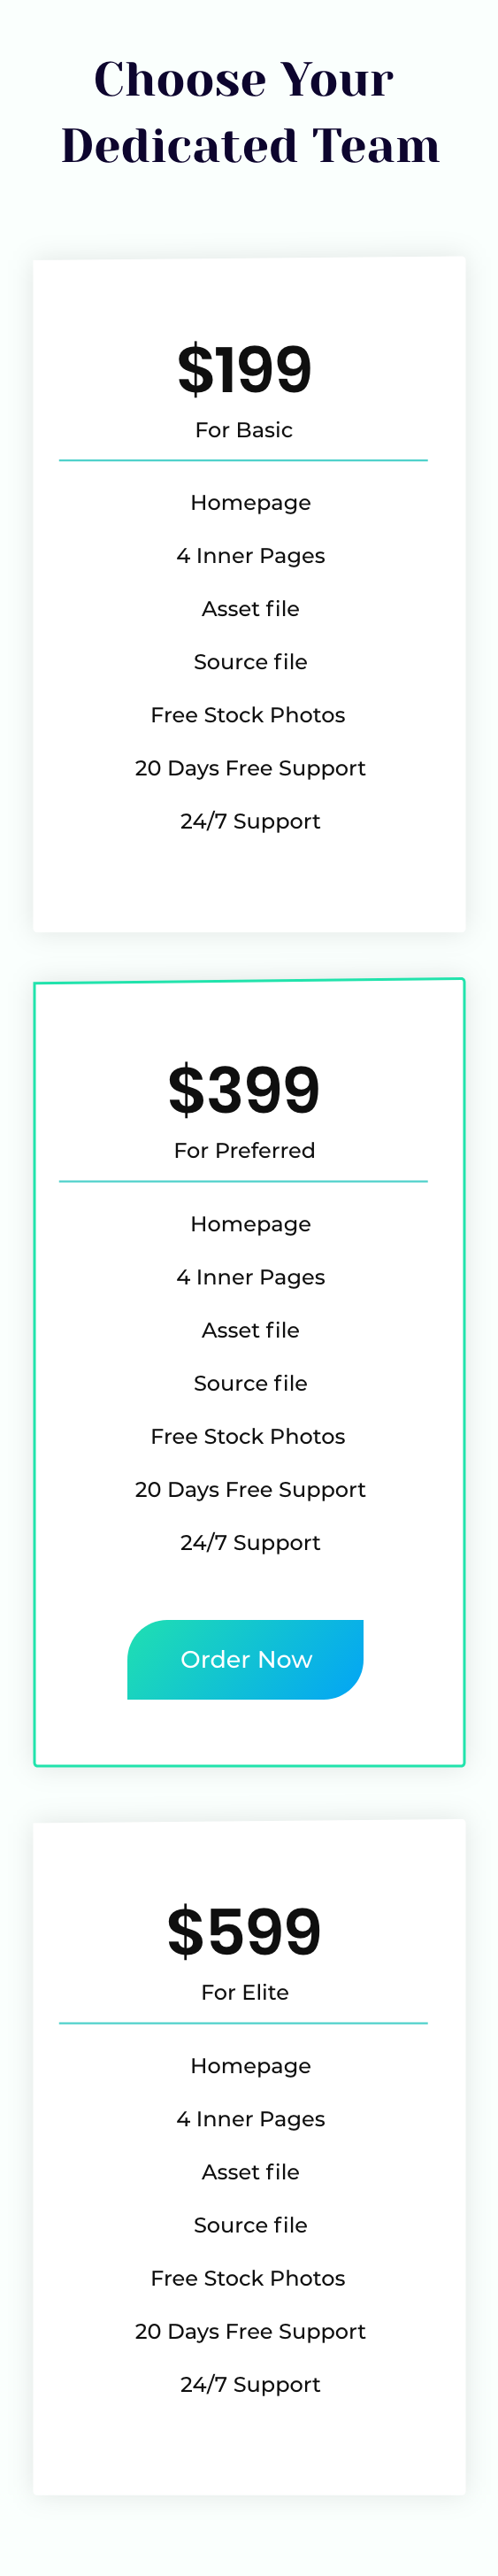 Choose Your
Dedicated Team
$199
For Basic
Homepage
4 Inner Pages
Asset file
Source file
Free Stock Photos
20 Days Free Support
24/7 Support
$399
For Preferred
Homepage
4 Inner Pages
Asset file
Source file
Free Stock Photos
20 Days Free Support
24/7 Support
Order Now
$599
For Elite
Homepage
4 Inner Pages
Asset file
Source file
Free Stock Photos
20 Days Free Support
24/7 Support